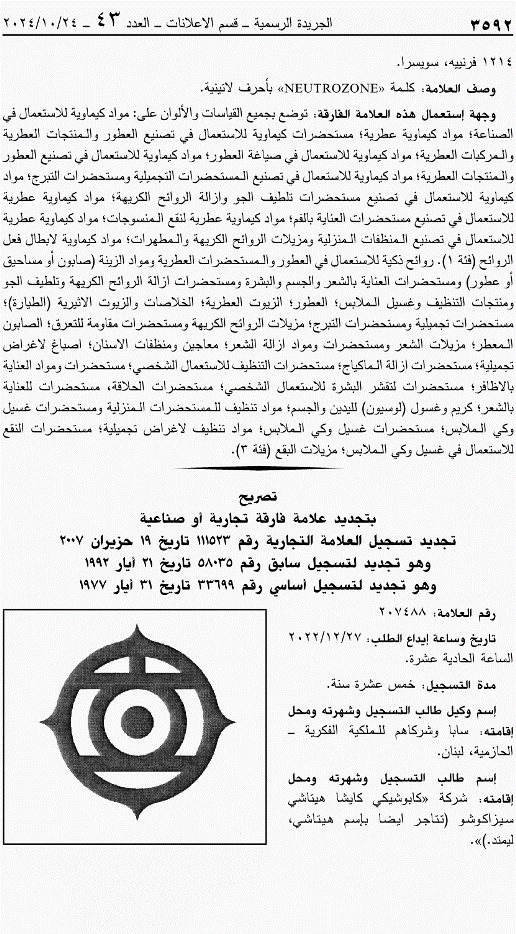 ٣٥٩٢ الجريدة الرسمية ـ قسم الاعلانات ـ العدد ٤٣ ـ ٢٠٢٤/١٠/٢٤
١٢١٤ فرنييه، سويسرا.
وصف العلامة: كلمة «NEUTROZONE» بأحرف لاتينية.
وجهة إستعمال هذه العلامة الفارقة: توضع بجميع القياسات والألوان على: مواد كيماوية للاستعمال في
الصناعة؛ مواد كيماوية عطرية؛ مستحضرات كيماوية للاستعمال في تصنيع العطور والمنتجات العطرية
والمركبات العطرية؛ مواد كيماوية للاستعمال في صياغة العطور؛ مواد كيماوية للاستعمال في تصنيع العطور
والمنتجات العطرية؛ مواد كيماوية للاستعمال في تصنيع المستحضرات التجميلية ومستحضرات التبرج؛ مواد
كيماوية للاستعمال في تصنيع مستحضرات تلطيف الجو وازالة الروائح الكريهة؛ مواد كيماوية عطرية
للاستعمال في تصنيع مستحضرات العناية بالفم؛ مواد كيماوية عطرية لنقع المنسوجات؛ مواد كيماوية عطرية
للاستعمال في تصنيع المنظفات المنزلية ومزيلات الروائح الكريهة والمطهرات؛ مواد كيماوية لابطال فعل
الروائح (فئة ١). روائح ذكية للاستعمال في العطور والمستحضرات العطرية ومواد الزينة (صابون أو مساحيق
أو عطور) ومستحضرات العناية بالشعر والجسم والبشرة ومستحضرات ازالة الروائح الكريهة وتلطيف الجو
ومنتجات التنظيف وغسيل الملابس؛ العطور؛ الزيوت العطرية؛ الخلاصات والزيوت الاثيرية (الطيارة)؛
مستحضرات تجميلية ومستحضرات التبرج؛ مزيلات الروائح الكريهة ومستحضرات مقاومة للتعرق؛ الصابون
المعطر؛ مزيلات الشعر ومستحضرات ومواد ازالة الشعر؛ معاجين ومنظفات الاسنان؛ اصباغ لاغراض
تجميلية؛ مستحضرات ازالة الماكياج؛ مستحضرات التنظيف للاستعمال الشخصي؛ مستحضرات ومواد العناية
بالاظافر؛ مستحضرات لتقشر البشرة للاستعمال الشخصي؛ مستحضرات الحلاقة، مستحضرات للعناية
بالشعر؛ كريم وغسول (لوسيون) لليدين والجسم؛ مواد تنظيف للمستحضرات المنزلية ومستحضرات غسيل
وكي الملابس؛ مستحضرات غسيل وكي الملابس؛ مواد تنظيف لاغراض تجميلية؛ مستحضرات النقع
للاستعمال في غسيل وكي الملابس؛ مزيلات البقع (فئة ٣).
تصريح
بتجديد علامة فارقة تجارية أو صناعية
تجديد تسجيل العلامة التجارية رقم ١١١٥٢٣ تاريخ ١٩ حزيران ٢٠٠٧
وهو تجديد لتسجيل سابق رقم ٥٨٠٣٥ تاريخ ٢١ أيار ١٩٩٢
وهو تجديد لتسجيل أساسي رقم ٣٣٦٩٩ تاريخ ٣١ أيار ١٩٧٧
رقم العلامة: ٢٠٧٤٨٨
تاريخ وساعة إيداع الطلب: ٢٠٢٢/١٢/٢٧
الساعة الحادية عشرة.
مدة التسجيل: خمس عشرة سنة.
إسم وكيل طالب التسجيل وشهرته ومحل
إقامته: سابا وشركاهم للملكية الفكرية ـ
الحازمية، لبنان.
إسم طالب التسجيل وشهرته ومحل
إقامته: شركة «كابوشيكي كايشا هيتاشي
سيزاكوشو (تتاجر ايضا بإسم هيتاشي،
ليمتد.)».